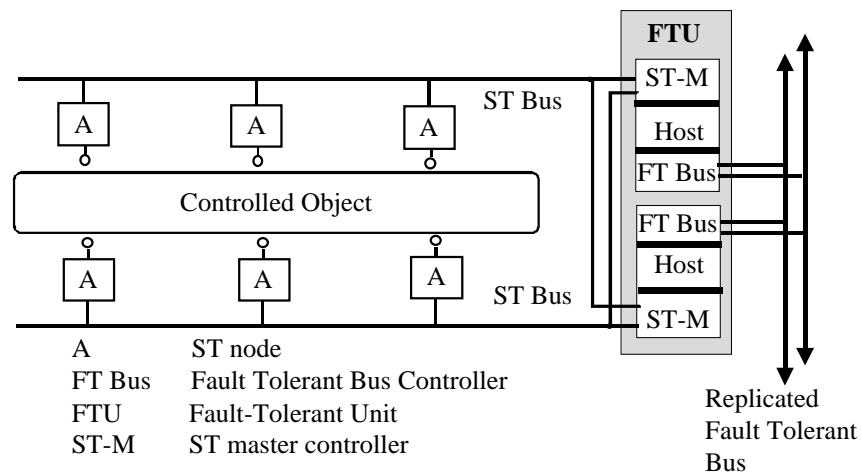 FTU
ST-M
ST Bus
A A A
Host
FT Bus
Controlled Object
FT Bus
A A A
Host
ST Bus
ST-M
A ST node
FT Bus Fault Tolerant Bus Controller
FTU Fault-Tolerant Unit
ST-M ST master controller
Replicated
Fault Tolerant
Bus